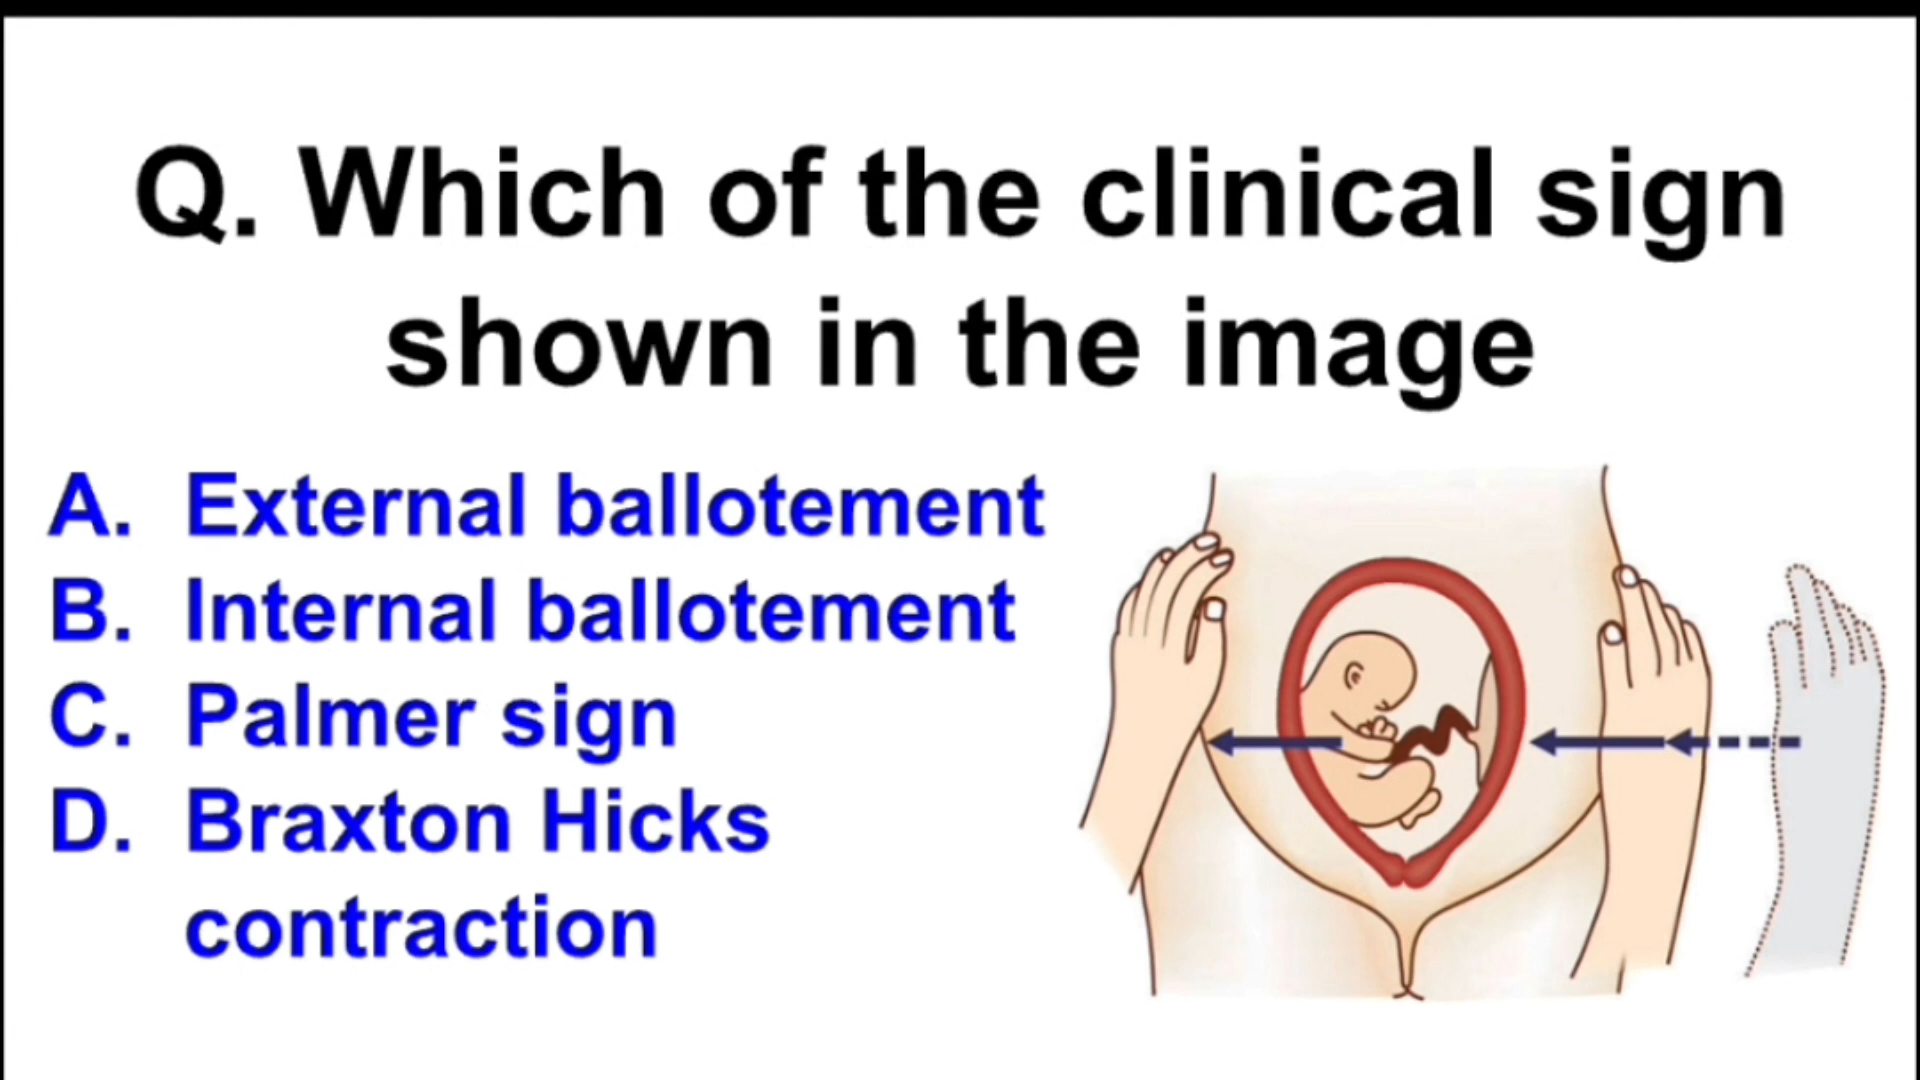 Q. Which of the clinical sign
shown in the image
A. External ballotement
B. Internal ballotement
C. Palmer sign
D. Braxton Hicks
contraction